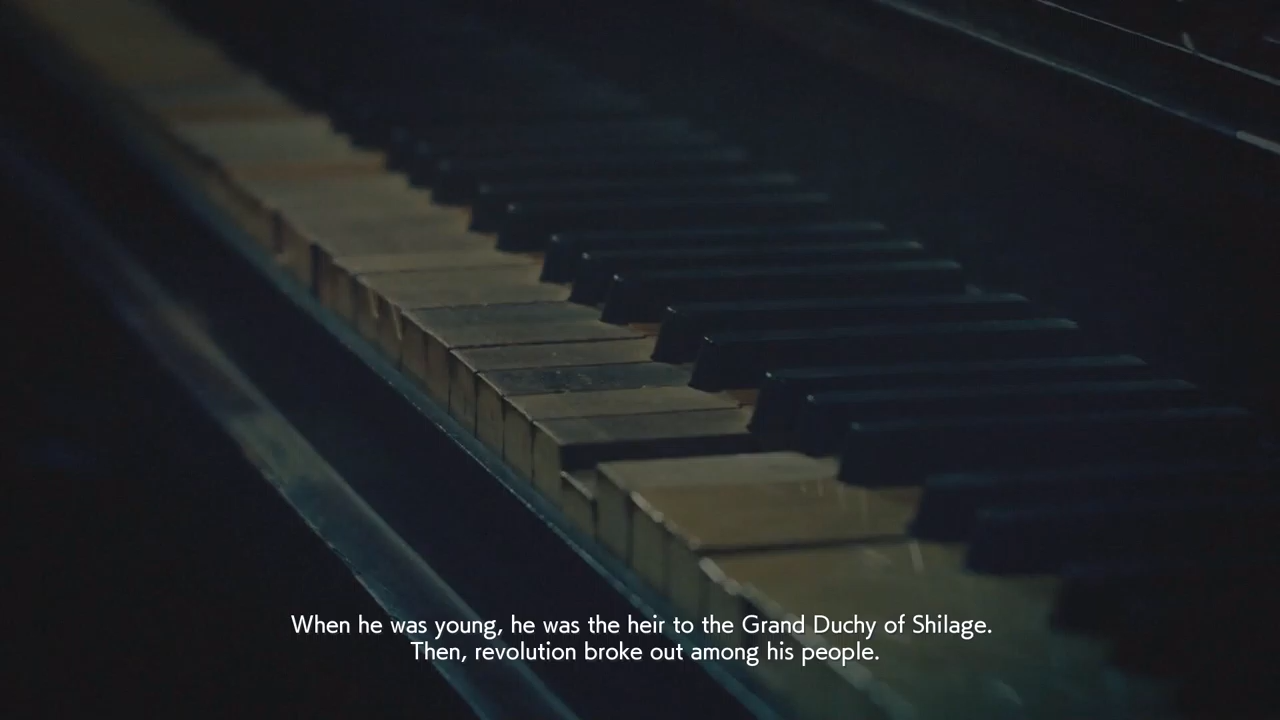 When he was young, he was the heir to the Grand Duchy of Shilage.
Then, revolution broke out among his people.